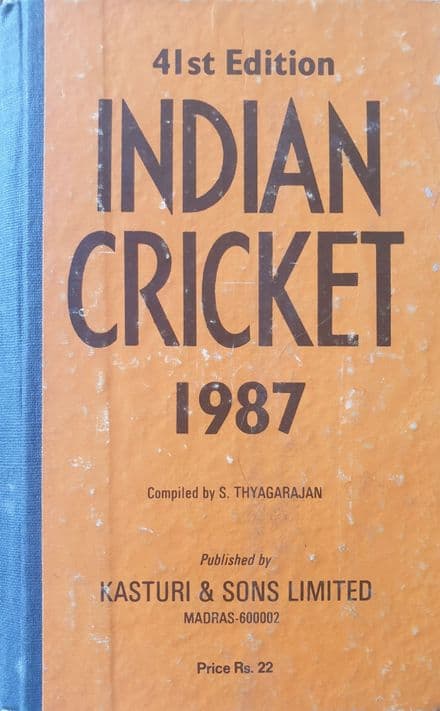 41st Edition
INDIAN
CRICKET
1987
Compiled by S. THYAGARAJAN
Published by
KASTURI & SONS LIMITED
MADRAS-600002
Price Rs. 22